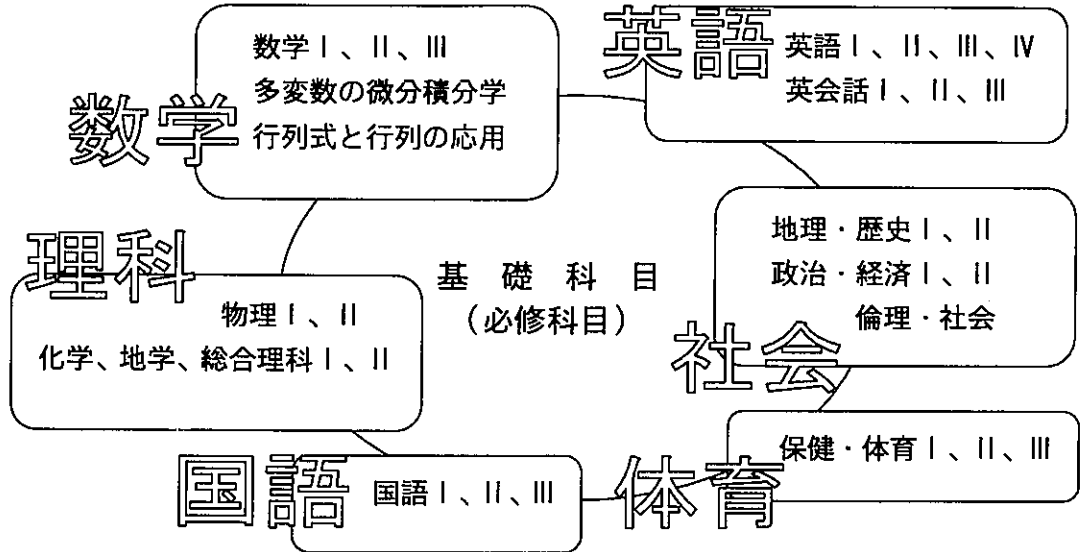 数学
数学Ⅰ、Ⅱ、Ⅲ
多変数の微分積分学
行列式と行列の応用
英語
英語Ⅰ、Ⅱ、Ⅲ、Ⅳ
英会話Ⅰ、Ⅱ、Ⅲ
理科
物理Ⅰ、Ⅱ
化学、地学、総合理科Ⅰ、Ⅱ
基礎科目
(必修科目)
地理・歴史Ⅰ、Ⅱ
政治・経済Ⅰ、Ⅱ
倫理・社会
社会
国語
国語Ⅰ、Ⅱ、Ⅲ
体育
保健・体育Ⅰ、Ⅱ、Ⅲ